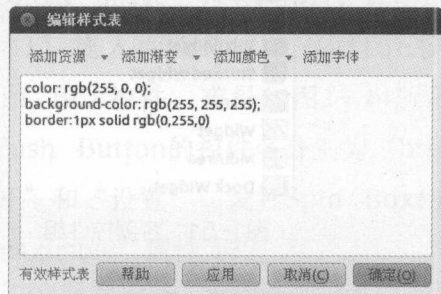 编辑样式表
添加资源 添加渐变 添加颜色 添加字体
color: rgb(255, 0, 0);
background-color: rgb(255, 255, 255);
border:1px solid rgb(0,255,0)
有效样式表 帮助 应用 取消(C) 确定(O)